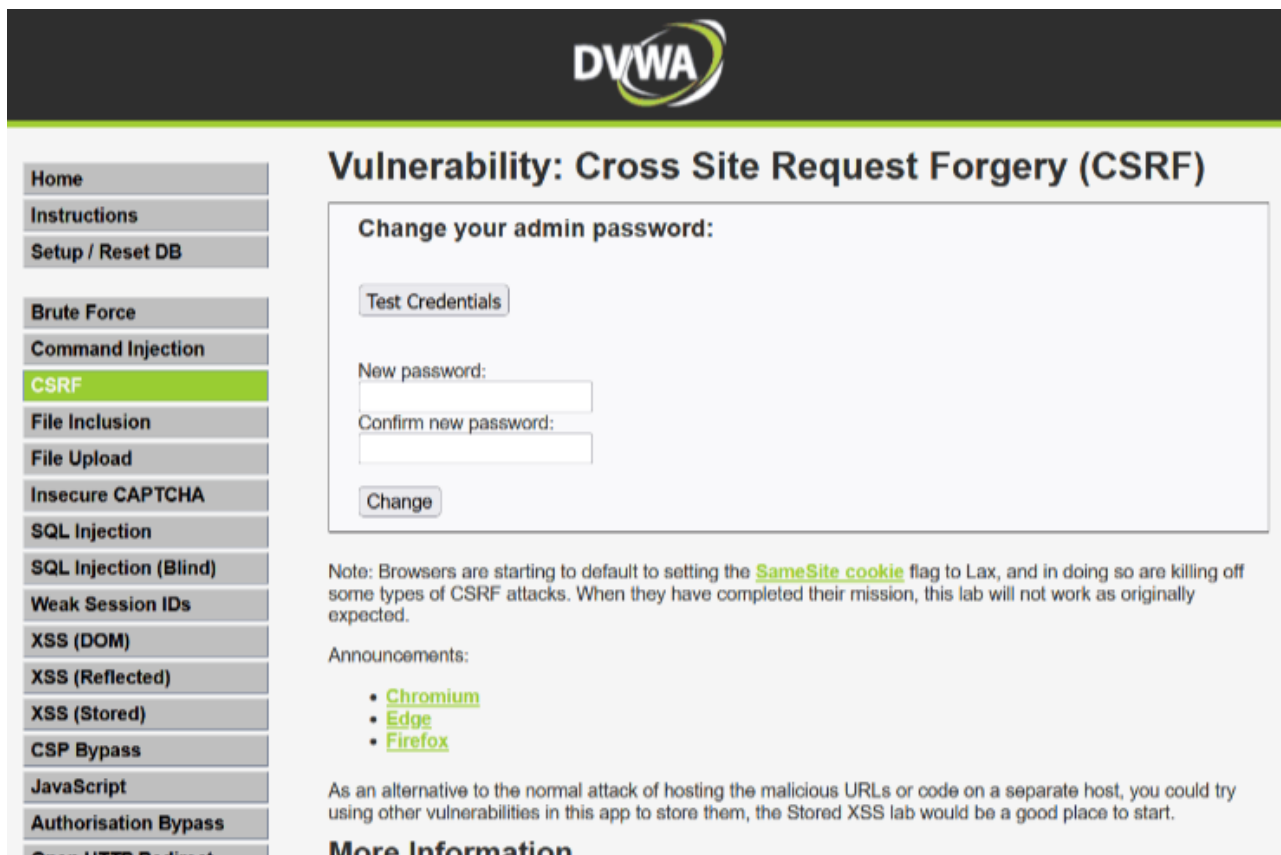 DVWA
Vulnerability: Cross Site Request Forgery (CSRF)
Home
Instructions
Setup / Reset DB
Brute Force
Command Injection
CSRF
File Inclusion
File Upload
Insecure CAPTCHA
SQL Injection
SQL Injection (Blind)
Weak Session IDs
XSS (DOM)
XSS (Reflected)
XSS (Stored)
CSP Bypass
JavaScript
Authorisation Bypass
Open HTTP Redirect
Change your admin password:
Test Credentials
New password:
Confirm new password:
Change
Note: Browsers are starting to default to setting the SameSite cookie flag to Lax, and in doing so are killing off
some types of CSRF attacks. When they have completed their mission, this lab will not work as originally
expected.
Announcements:
• Chromium
• Edge
• Firefox
As an alternative to the normal attack of hosting the malicious URLs or code on a separate host, you could try
using other vulnerabilities in this app to store them, the Stored XSS lab would be a good place to start.
More Information